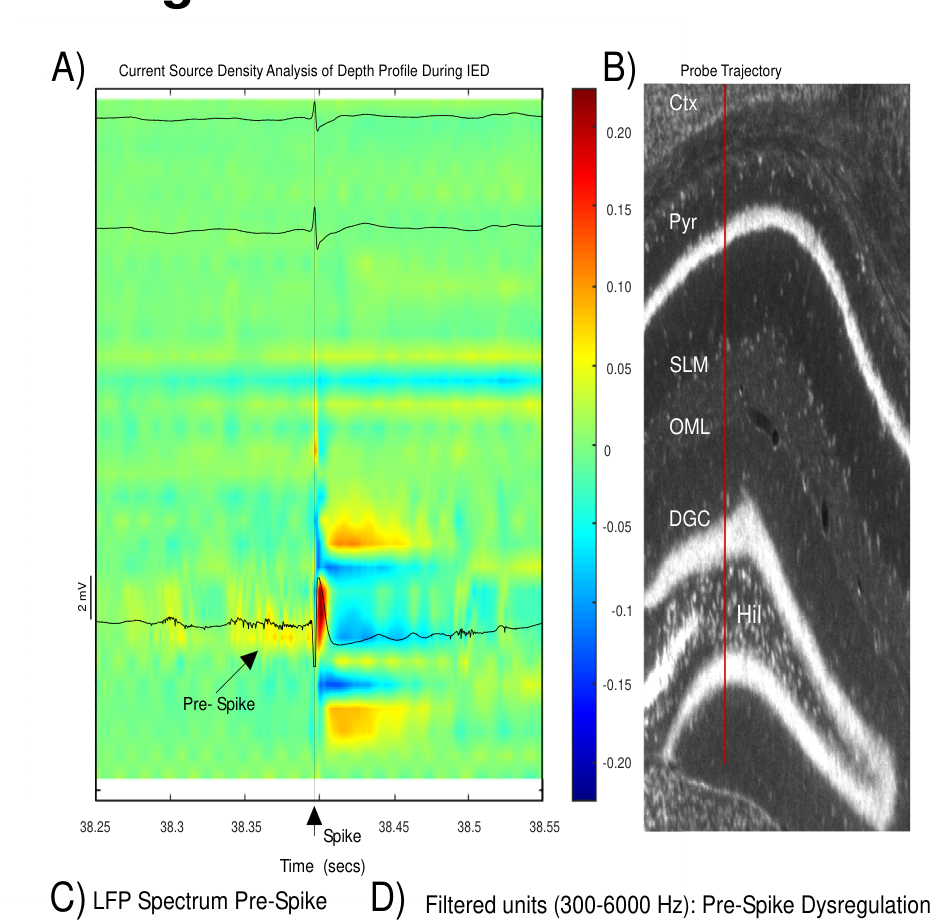 A)
Current Source Density Analysis of Depth Profile During IED
B)
Probe Trajectory
0.20
0.15
0.10
0.05
0
-0.05
-0.1
-0.15
-0.20
Ctx
Pyr
SLM
OML
DGC
Hil
2 mV
Pre- Spike
38.25
38.3
38.35
38.45
38.5
38.55
Spike
Time (secs)
C) LFP Spectrum Pre-Spike
D) Filtered units (300-6000 Hz): Pre-Spike Dysregulation